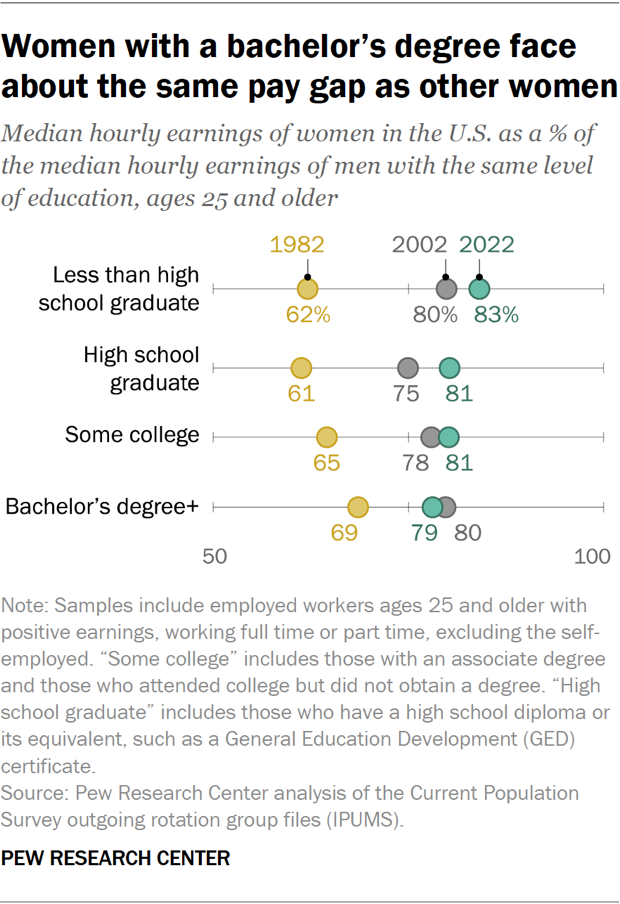 Women with a bachelor's degree face
about the same pay gap as other women
Median hourly earnings of women in the U.S. as a % of
the median hourly earnings of men with the same level
of education, ages 25 and older
1982 2002 2022
Less than high
school graduate
62% 80% 83%
High school
graduate
61 75 81
Some college
65 78 81
Bachelor's degree+
69 79 80
50 100
Note: Samples include employed workers ages 25 and older with
positive earnings, working full time or part time, excluding the self-
employed. “Some college” includes those with an associate degree
and those who attended college but did not obtain a degree. “High
school graduate” includes those who have a high school diploma or
its equivalent, such as a General Education Development (GED)
certificate.
Source: Pew Research Center analysis of the Current Population
Survey outgoing rotation group files (IPUMS).
PEW RESEARCH CENTER